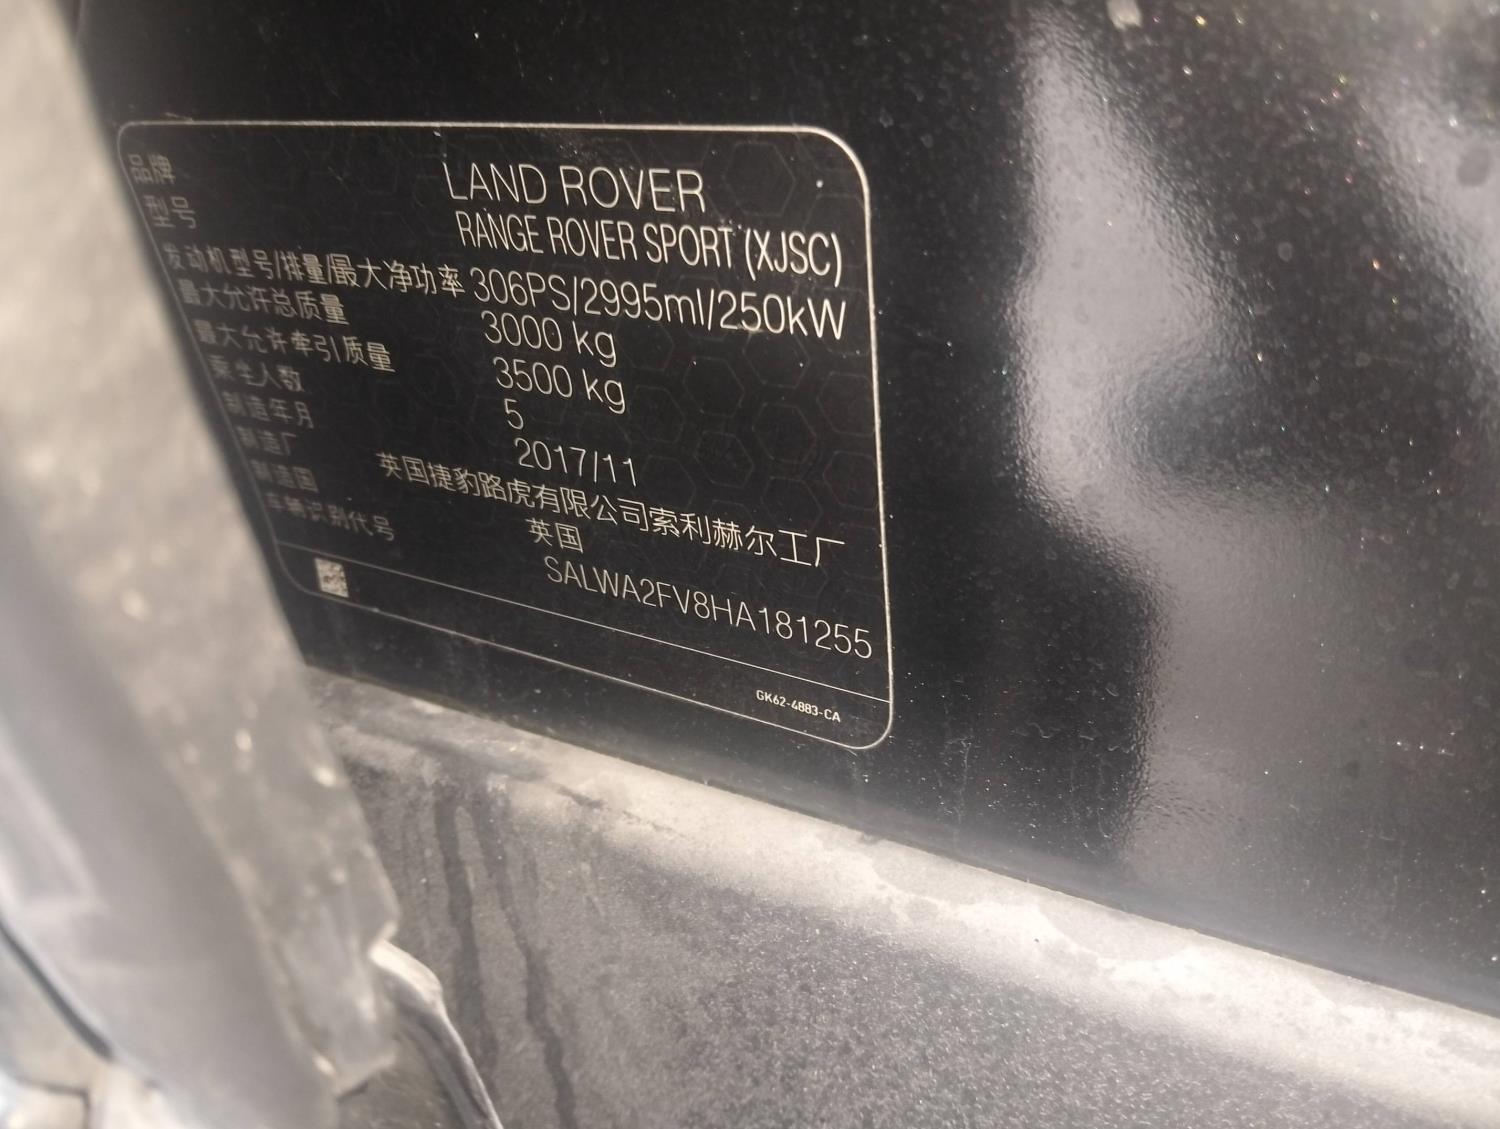 品牌 LAND ROVER
型号 RANGE ROVER SPORT (XJSC)
发动机型号/排量/最大净功率 306PS/2995ml/250kW
最大允许总质量 3000 kg
最大允许牵引质量 3500 kg
乘坐人数 5
制造年月 2017/11
制造厂 英国捷豹路虎有限公司索利赫尔工厂
制造国 英国
车辆识别代号 SALWA2FV8HA181255
GK62-4883-CA